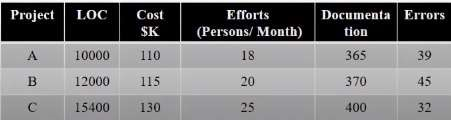 Project LOC Cost $K Efforts (Persons/ Month) Documenta tion Errors
A 10000 110 18 365 39
B 12000 115 20 370 45
C 15400 130 25 400 32